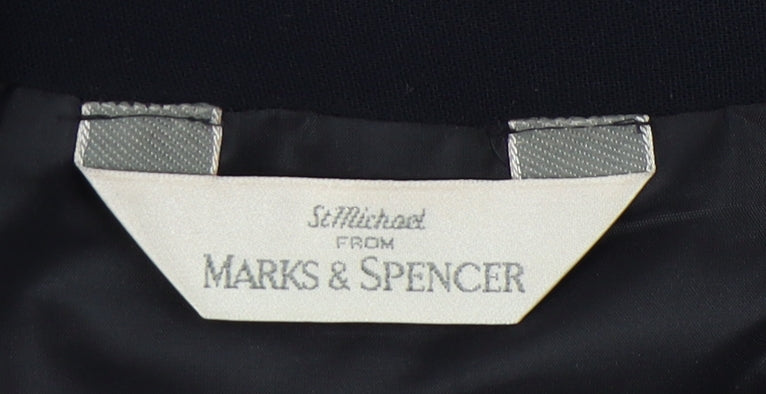 St Michael
FROM
MARKS & SPENCER